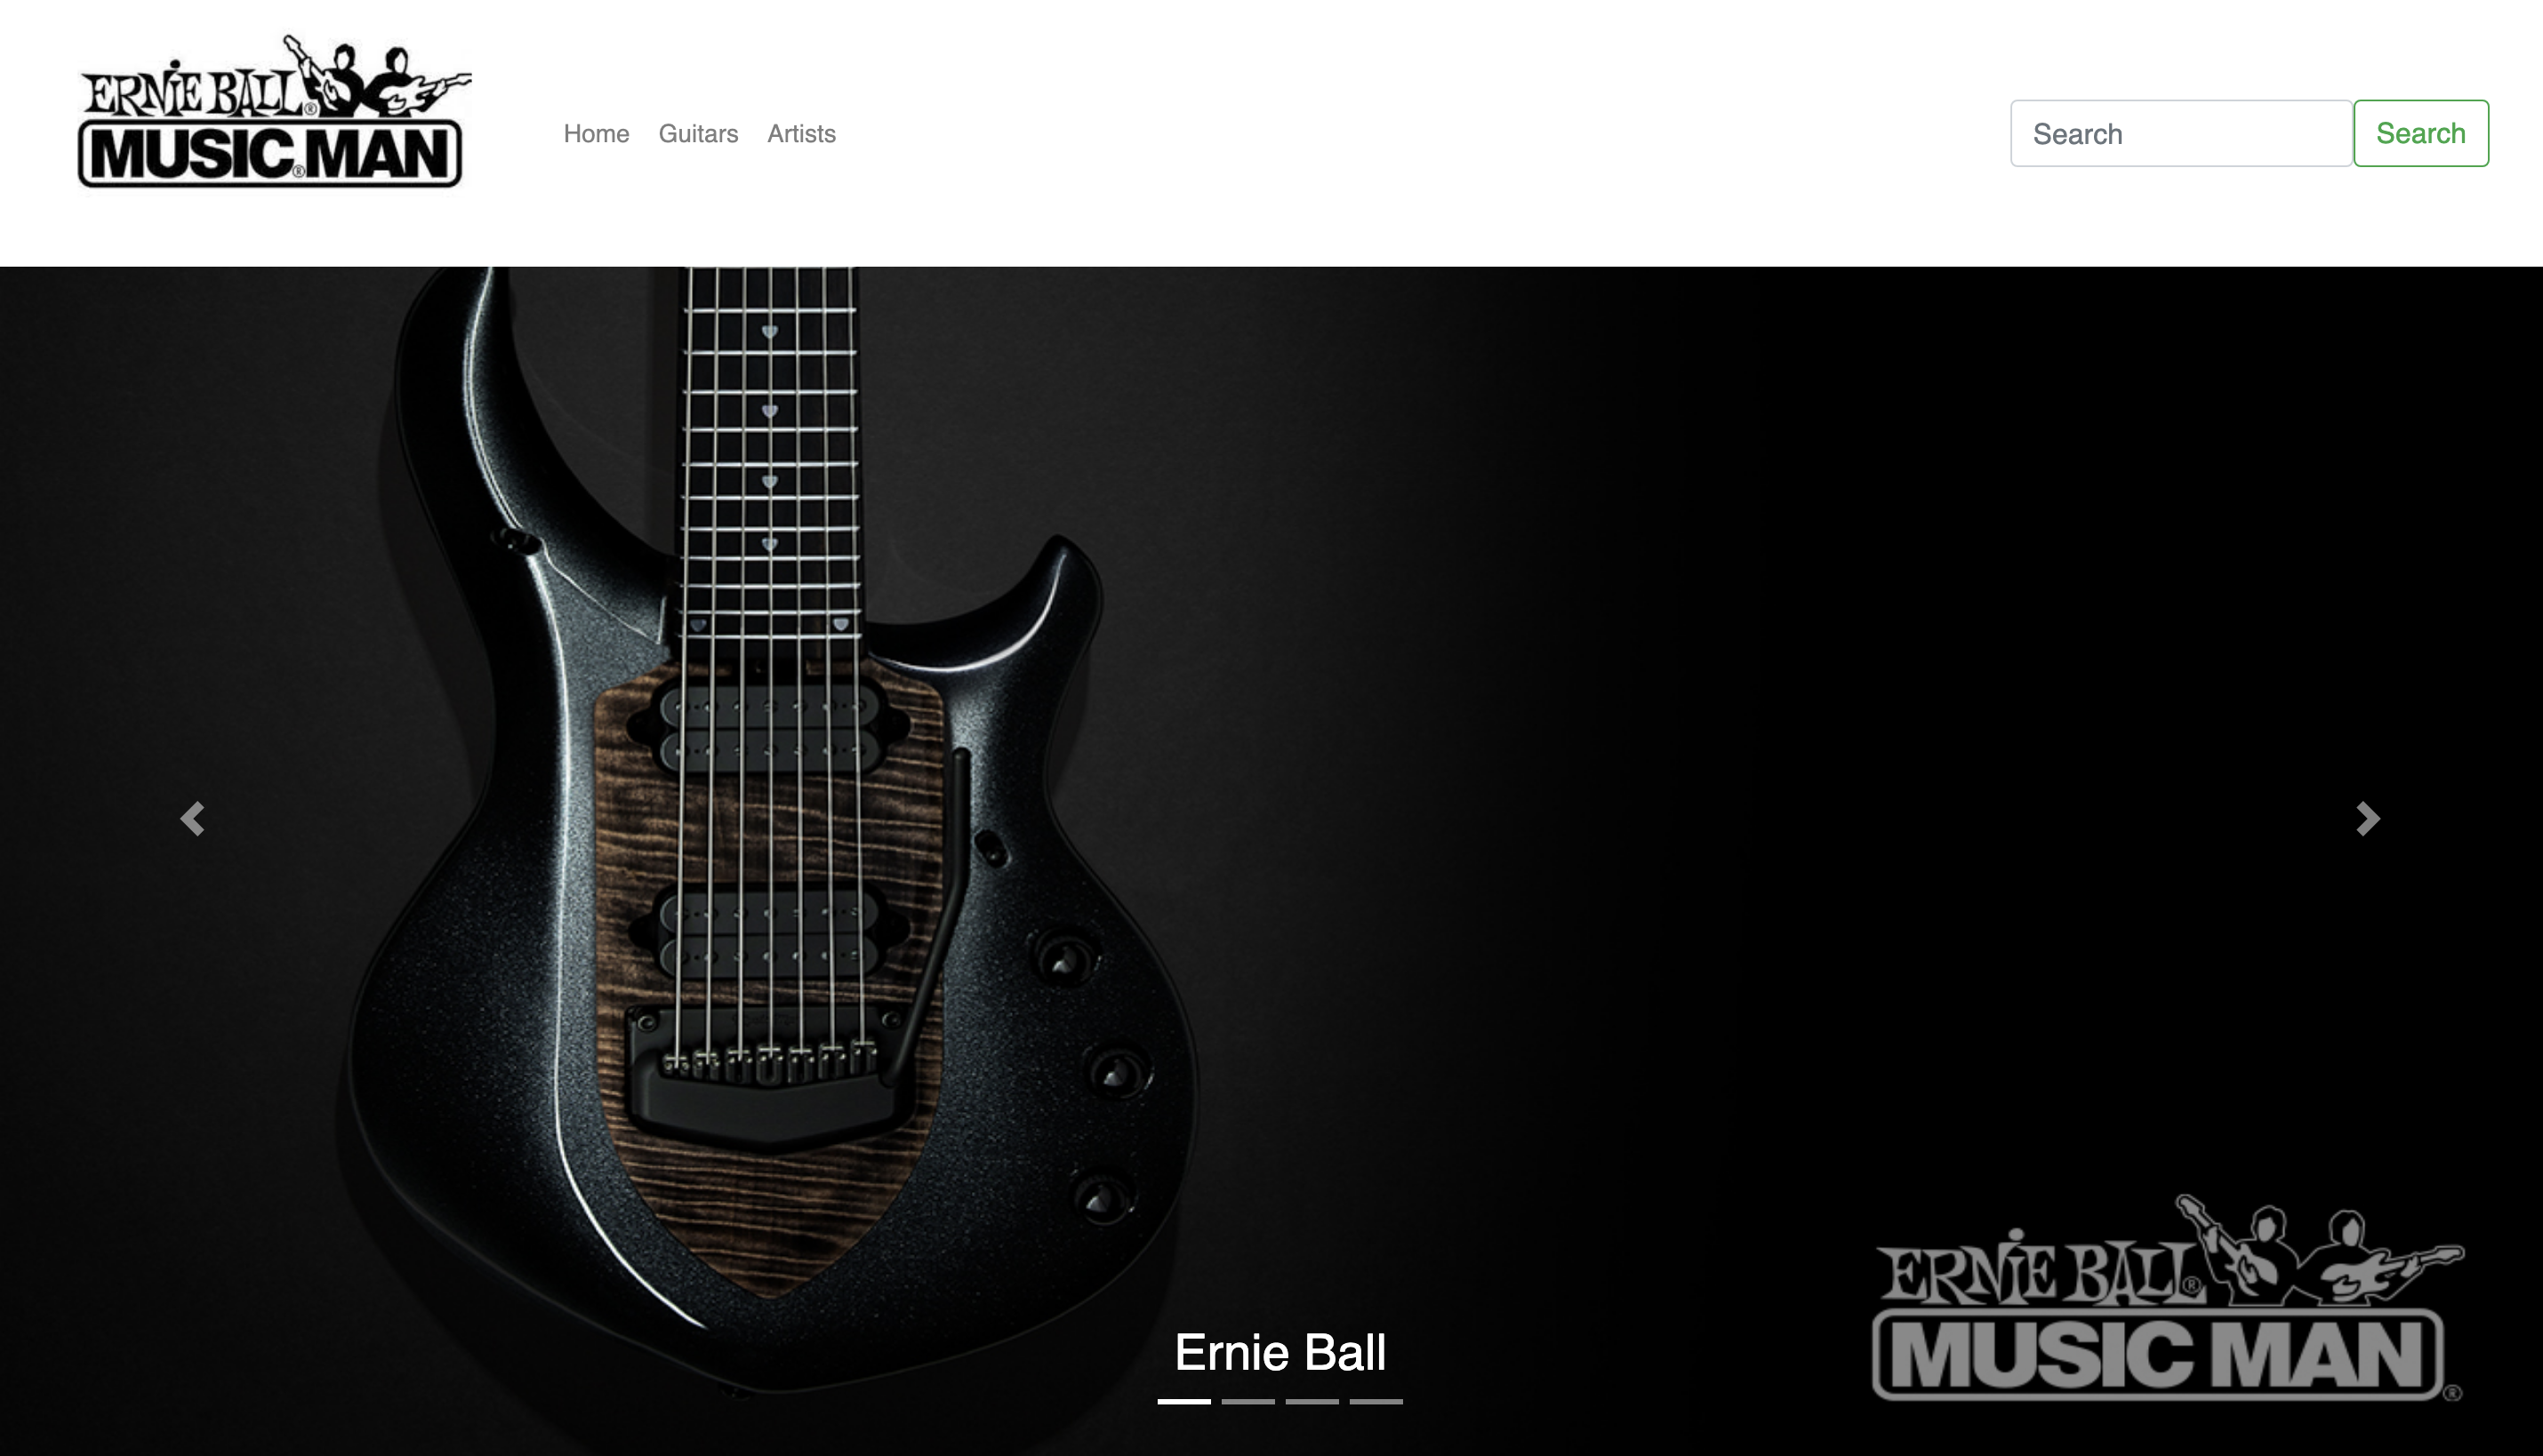 ERNIE BALL®
MUSIC®MAN
Home Guitars Artists
Search Search
Ernie Ball
ERNIE BALL®
MUSIC MAN®